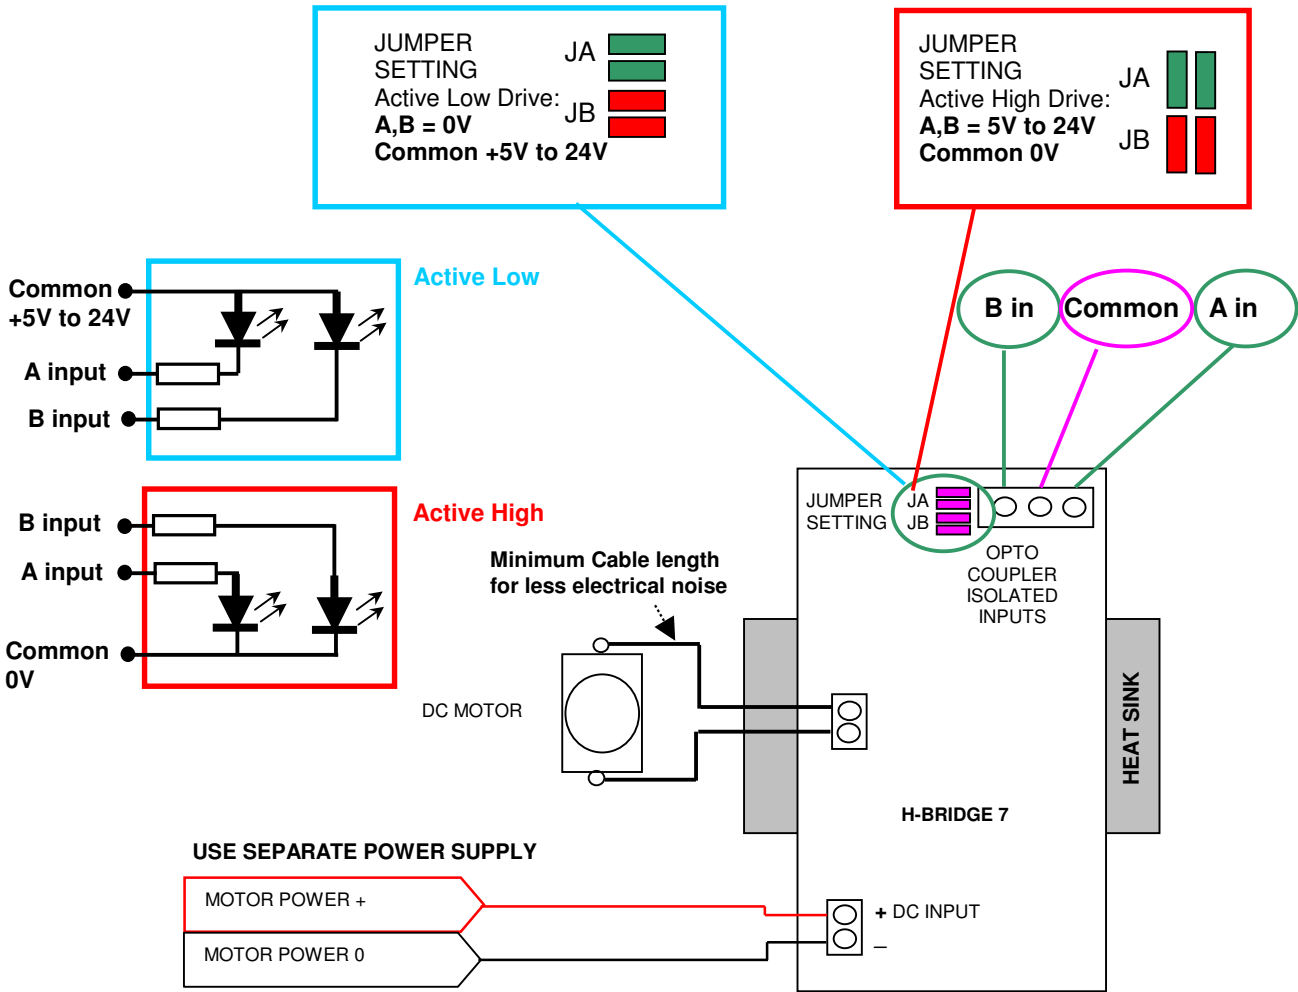 JUMPER
SETTING
Active Low Drive:
A,B = 0V
Common +5V to 24V
JA
JB
JUMPER
SETTING
Active High Drive:
A,B = 5V to 24V
Common 0V
JA
JB
Active Low
Common
+5V to 24V
A input
B input
B in
Common
A in
Active High
B input
A input
Common
0V
JUMPER
SETTING
JA
JB
OPTO
COUPLER
ISOLATED
INPUTS
Minimum Cable length
for less electrical noise
DC MOTOR
HEAT SINK
H-BRIDGE 7
USE SEPARATE POWER SUPPLY
MOTOR POWER +
MOTOR POWER 0
+ DC INPUT
–